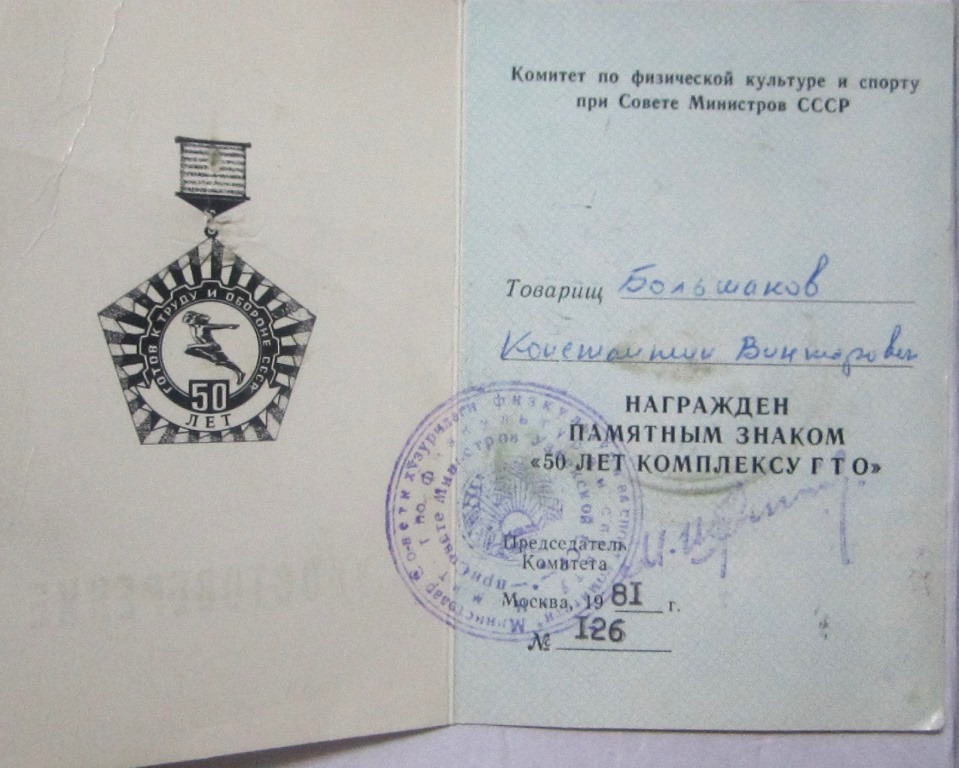 ГОТОВ К ТРУДУ И ОБОРОНЕ СССР
50
ЛЕТ
Комитет по физической культуре и спорту
при Совете Министров СССР
Товарищ Большаков
Константин Викторович
НАГРАЖДЕН
ПАМЯТНЫМ ЗНАКОМ
«50 ЛЕТ КОМПЛЕКСУ ГТО»
Председатель
Комитета
Москва, 1981 г.
№ 126